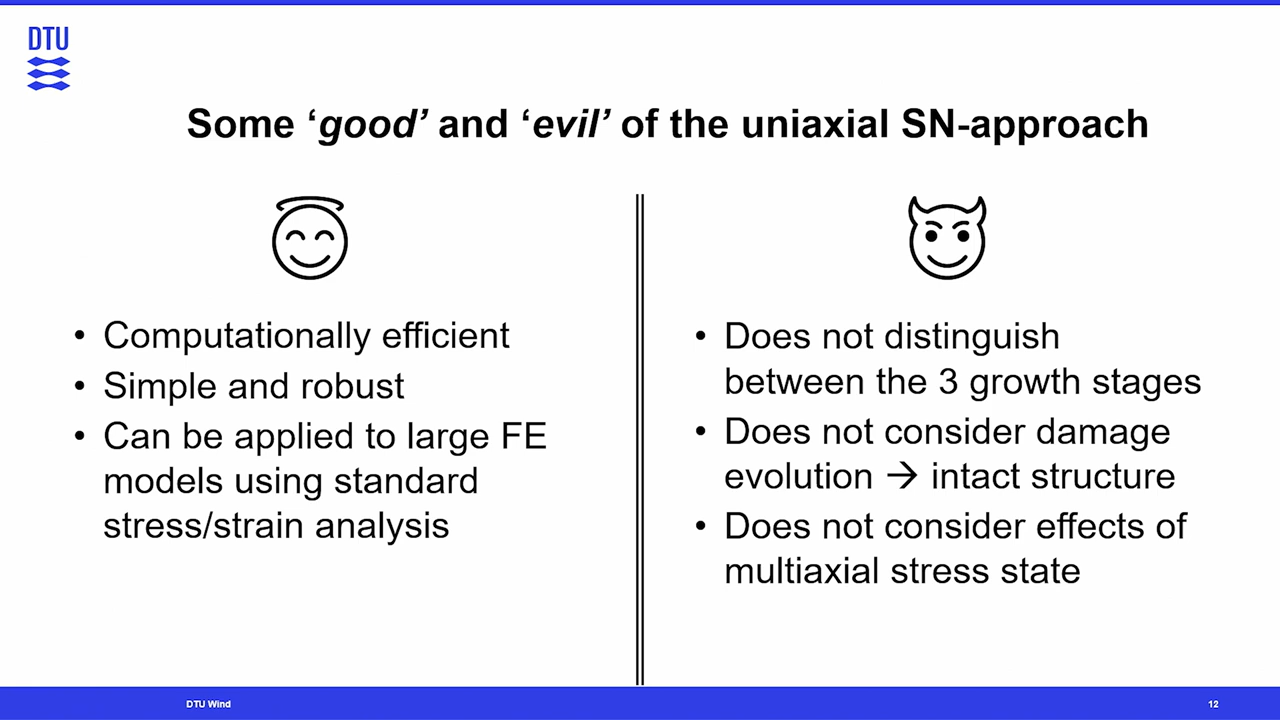 DTU
Some ‘good’ and ‘evil’ of the uniaxial SN-approach
• Computationally efficient
• Simple and robust
• Can be applied to large FE
models using standard
stress/strain analysis
• Does not distinguish
between the 3 growth stages
• Does not consider damage
evolution → intact structure
• Does not consider effects of
multiaxial stress state
DTU Wind
12